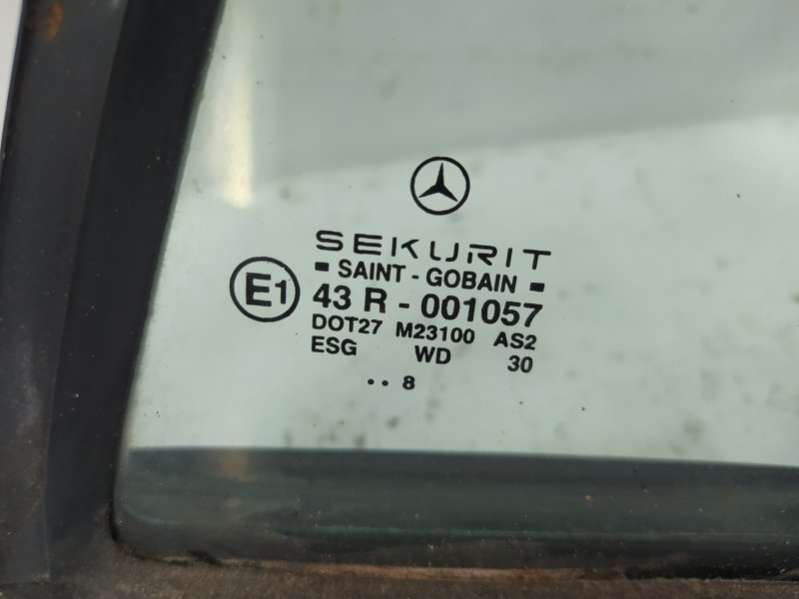 SEKURIT
- SAINT - GOBAIN -
E1
43 R - 001057
DOT27 M23100 AS2
ESG WD 30
.. 8